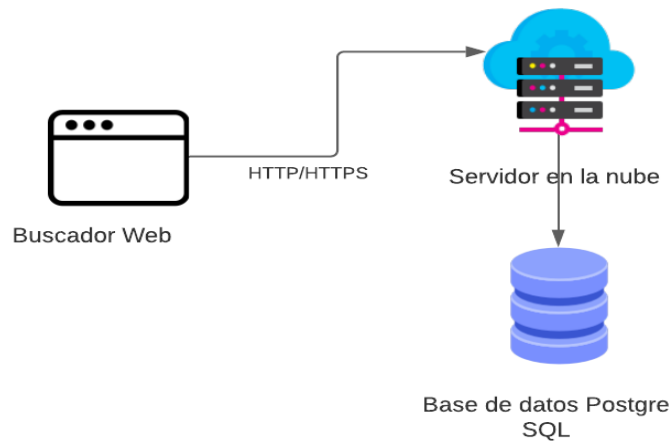 HTTP/HTTPS
Servidor en la nube
Buscador Web
Base de datos Postgre
SQL